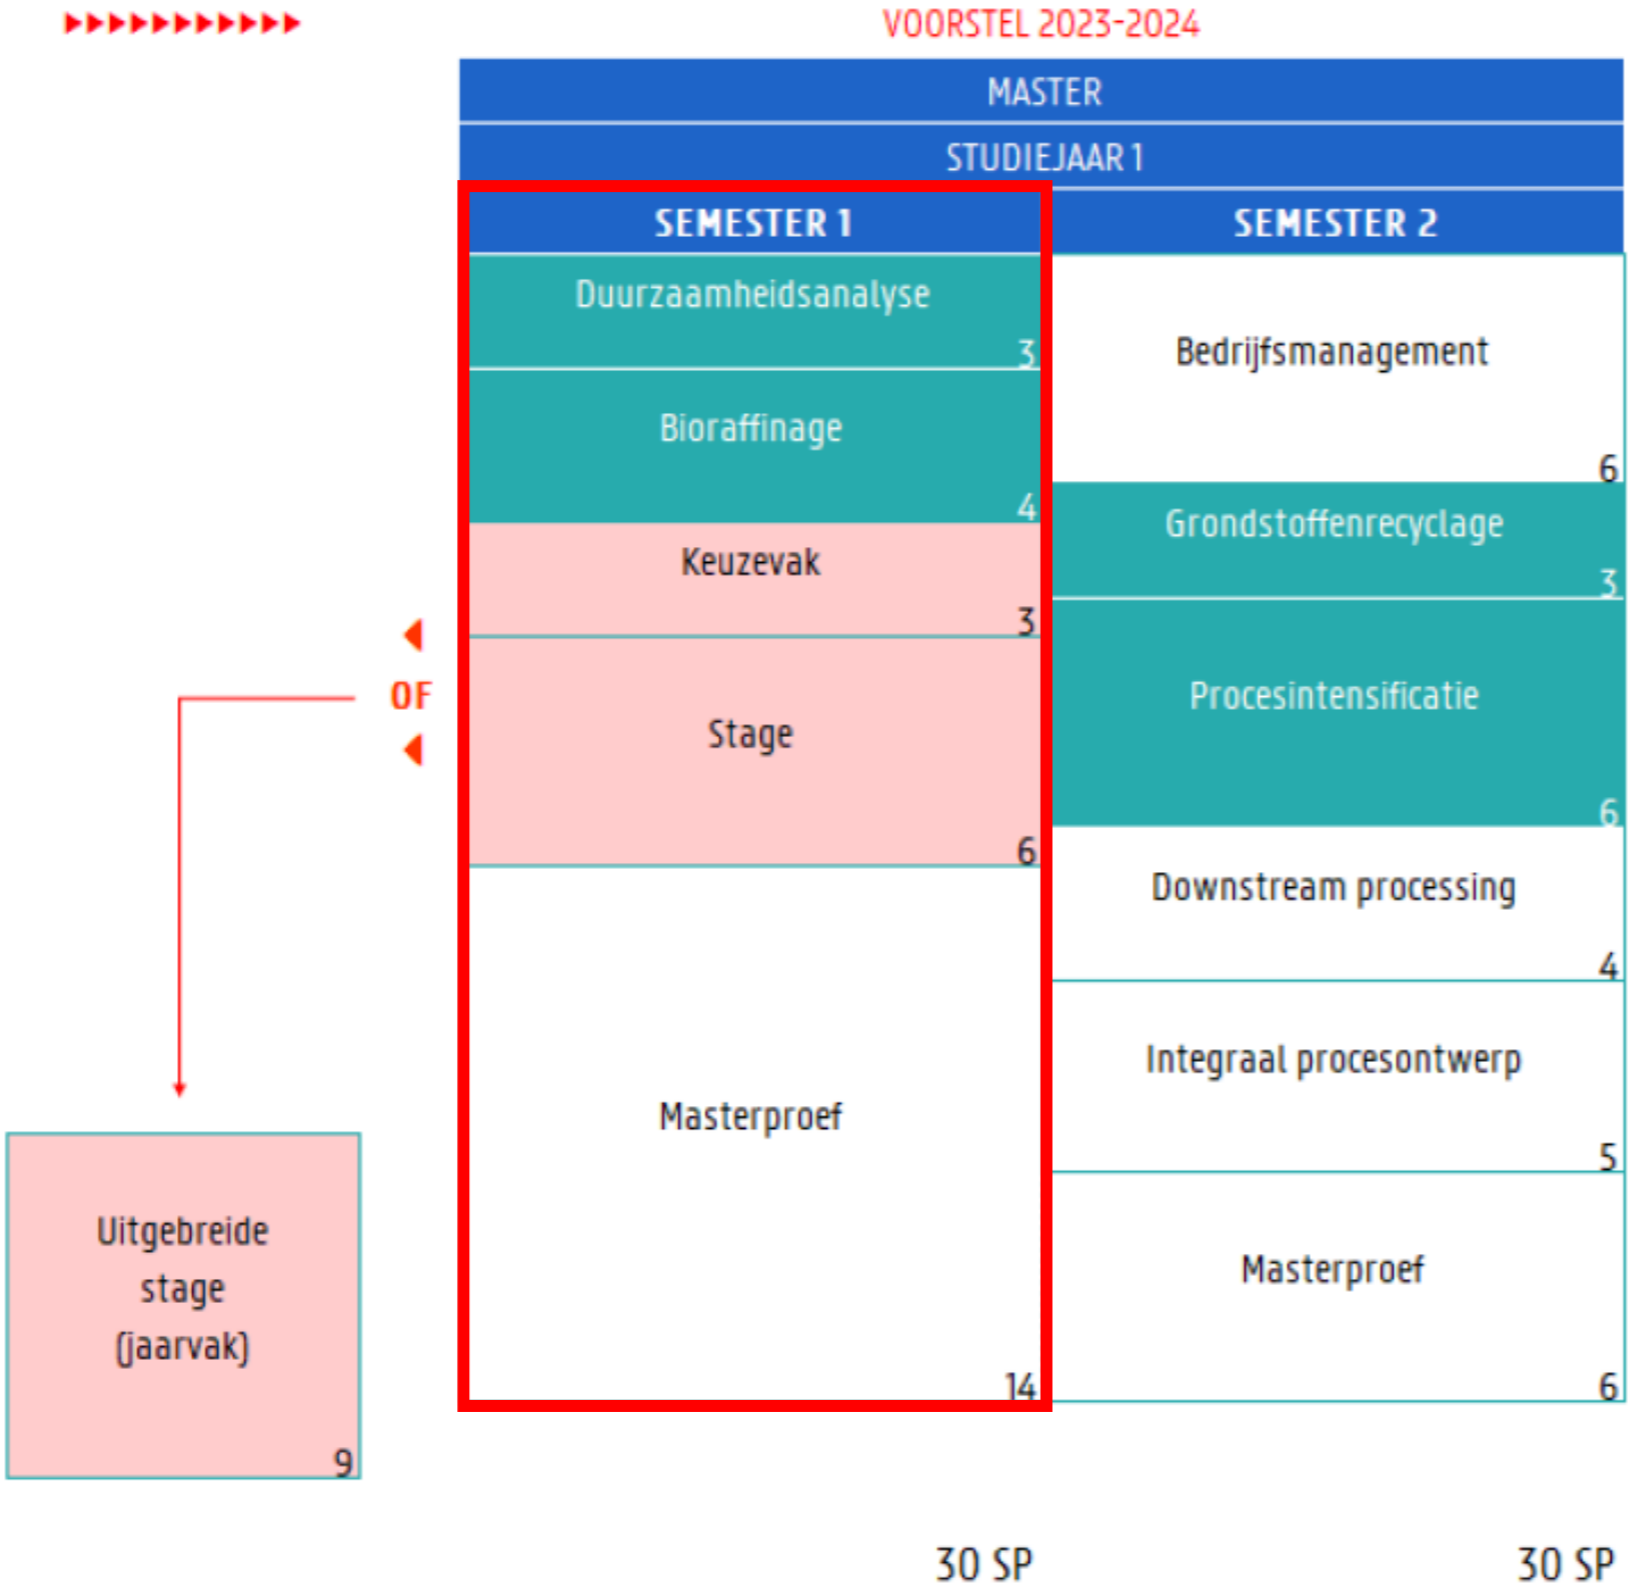 VOORSTEL 2023-2024
MASTER
STUDIEJAAR 1
SEMESTER 1
Duurzaamheidsanalyse
3
Bioraffinage
4
Keuzevak
3
OF
Stage
6
Masterproef
14
Uitgebreide
stage
(jaarvak)
9
30 SP
SEMESTER 2
Bedrijfsmanagement
6
Grondstoffenrecyclage
3
Procesintensificatie
6
Downstream processing
4
Integraal procesontwerp
5
Masterproef
6
30 SP